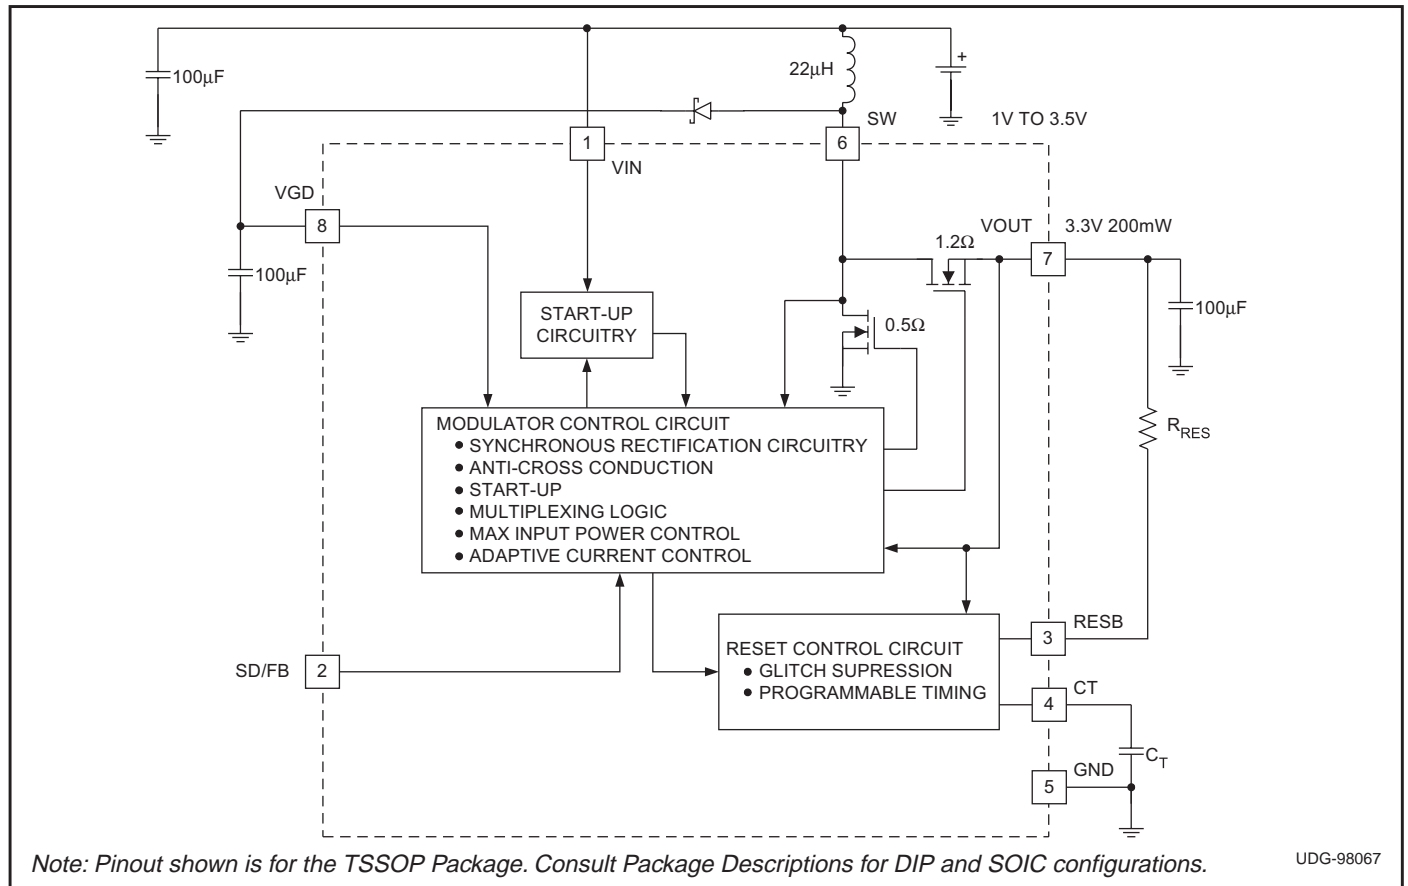 100μF
22μH
+
SW
1V TO 3.5V
1
6
VIN
VGD
8
VOUT
3.3V 200mW
1.2Ω
7
100μF
100μF
START-UP
CIRCUITRY
0.5Ω
MODULATOR CONTROL CIRCUIT
● SYNCHRONOUS RECTIFICATION CIRCUITRY
● ANTI-CROSS CONDUCTION
● START-UP
● MULTIPLEXING LOGIC
● MAX INPUT POWER CONTROL
● ADAPTIVE CURRENT CONTROL
RRES
RESET CONTROL CIRCUIT
● GLITCH SUPRESSION
● PROGRAMMABLE TIMING
RESB
3
SD/FB
2
CT
4
CT
GND
5
Note: Pinout shown is for the TSSOP Package. Consult Package Descriptions for DIP and SOIC configurations.
UDG-98067